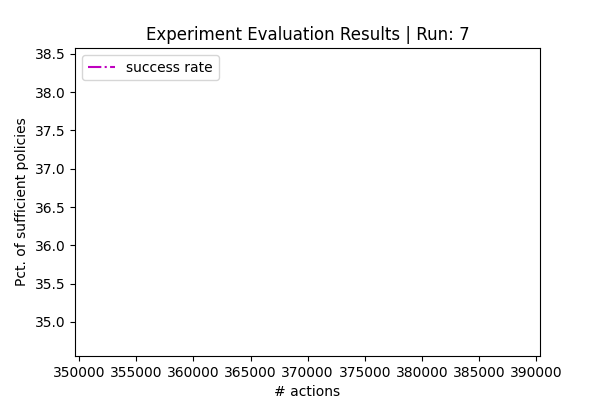 Experiment Evaluation Results | Run: 7
success rate
Pct. of sufficient policies
38.5
38.0
37.5
37.0
36.5
36.0
35.5
35.0
350000 355000 360000 365000 370000 375000 380000 385000 390000
# actions